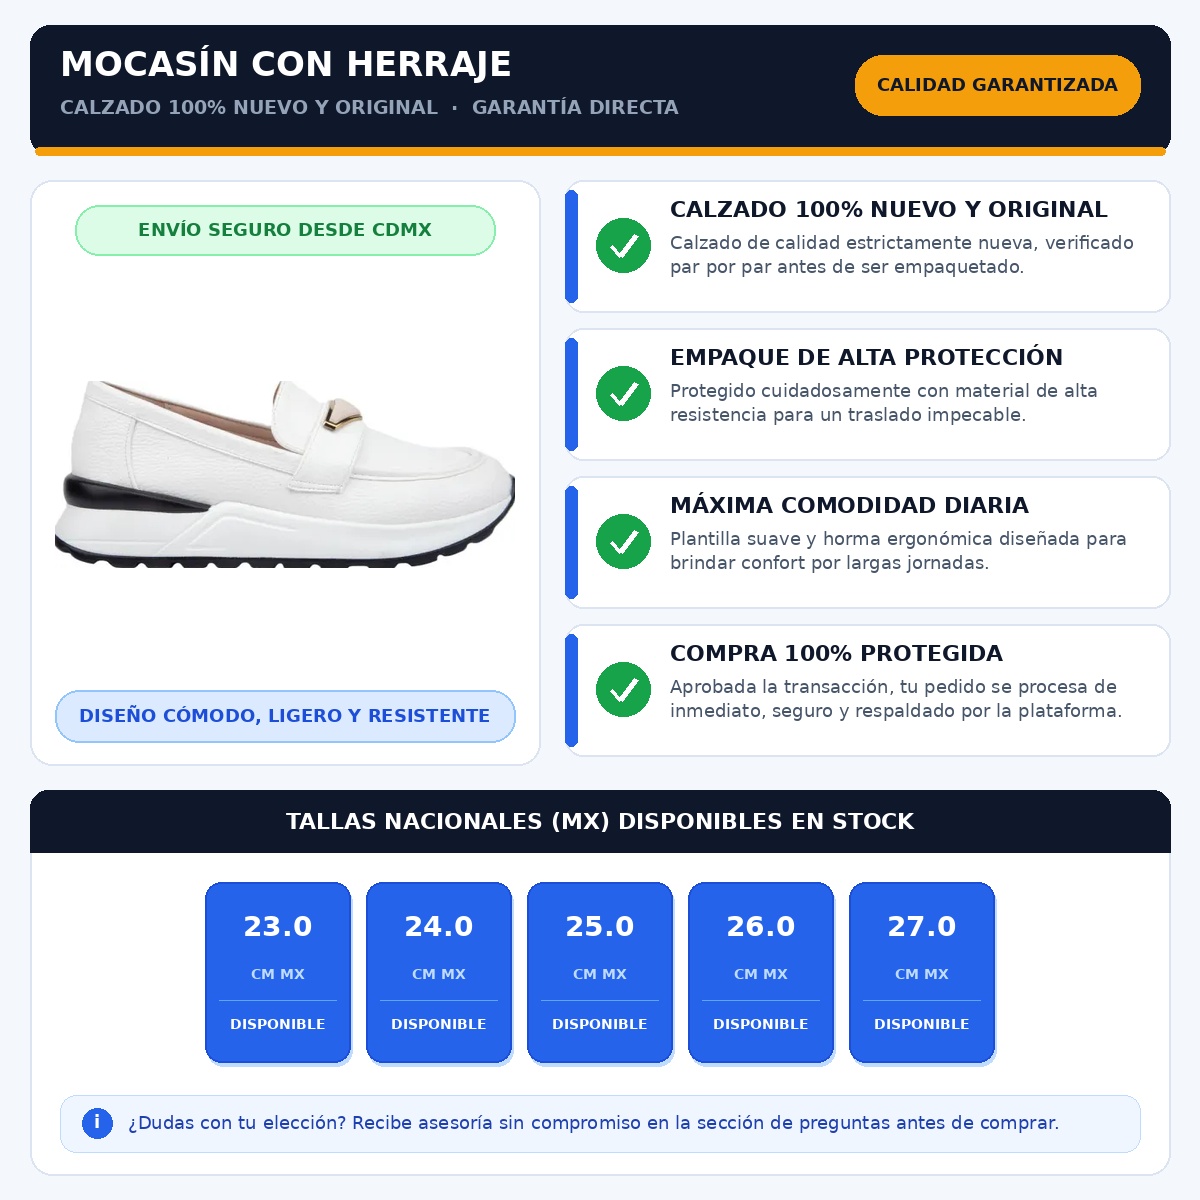 MOCASÍN CON HERRAJE
CALZADO 100% NUEVO Y ORIGINAL · GARANTÍA DIRECTA
CALIDAD GARANTIZADA
ENVÍO SEGURO DESDE CDMX
DISEÑO CÓMODO, LIGERO Y RESISTENTE
CALZADO 100% NUEVO Y ORIGINAL
Calzado de calidad estrictamente nueva, verificado
par por par antes de ser empaquetado.
EMPAQUE DE ALTA PROTECCIÓN
Protegido cuidadosamente con material de alta
resistencia para un traslado impecable.
MÁXIMA COMODIDAD DIARIA
Plantilla suave y horma ergonómica diseñada para
brindar confort por largas jornadas.
COMPRA 100% PROTEGIDA
Aprobada la transacción, tu pedido se procesa de
inmediato, seguro y respaldado por la plataforma.
TALLAS NACIONALES (MX) DISPONIBLES EN STOCK
23.0
CM MX
DISPONIBLE
24.0
CM MX
DISPONIBLE
25.0
CM MX
DISPONIBLE
26.0
CM MX
DISPONIBLE
27.0
CM MX
DISPONIBLE
i ¿Dudas con tu elección? Recibe asesoría sin compromiso en la sección de preguntas antes de comprar.